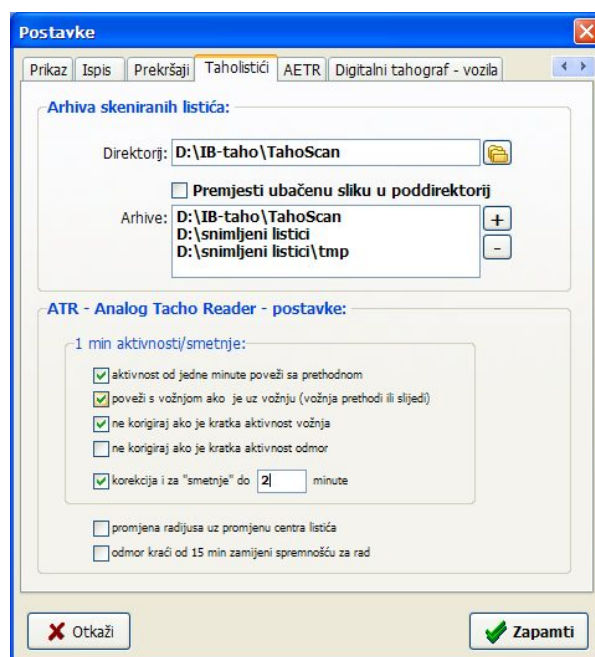 Postavke
Prikaz Ispis Prekršaji Taholistići AETR Digitalni tahograf - vozila
Arhiva skeniranih listića:
Direktorij: D:\IB-taho\TahoScan
Premjesti ubačenu sliku u poddirektorij
Arhive: D:\IB-taho\TahoScan
D:\snimljeni listici
D:\snimljeni listici\tmp
+
-
ATR - Analog Tacho Reader - postavke:
1 min aktivnosti/smetnje:
aktivnost od jedne minute poveži sa prethodnom
poveži s vožnjom ako je uz vožnju (vožnja prethodi ili slijedi)
ne korigiraj ako je kratka aktivnost vožnja
ne korigiraj ako je kratka aktivnost odmor
korekcija i za "smetnje" do 2 minute
promjena radijusa uz promjenu centra listića
odmor kraći od 15 min zamijeni spremnošću za rad
Otkaži Zapamti